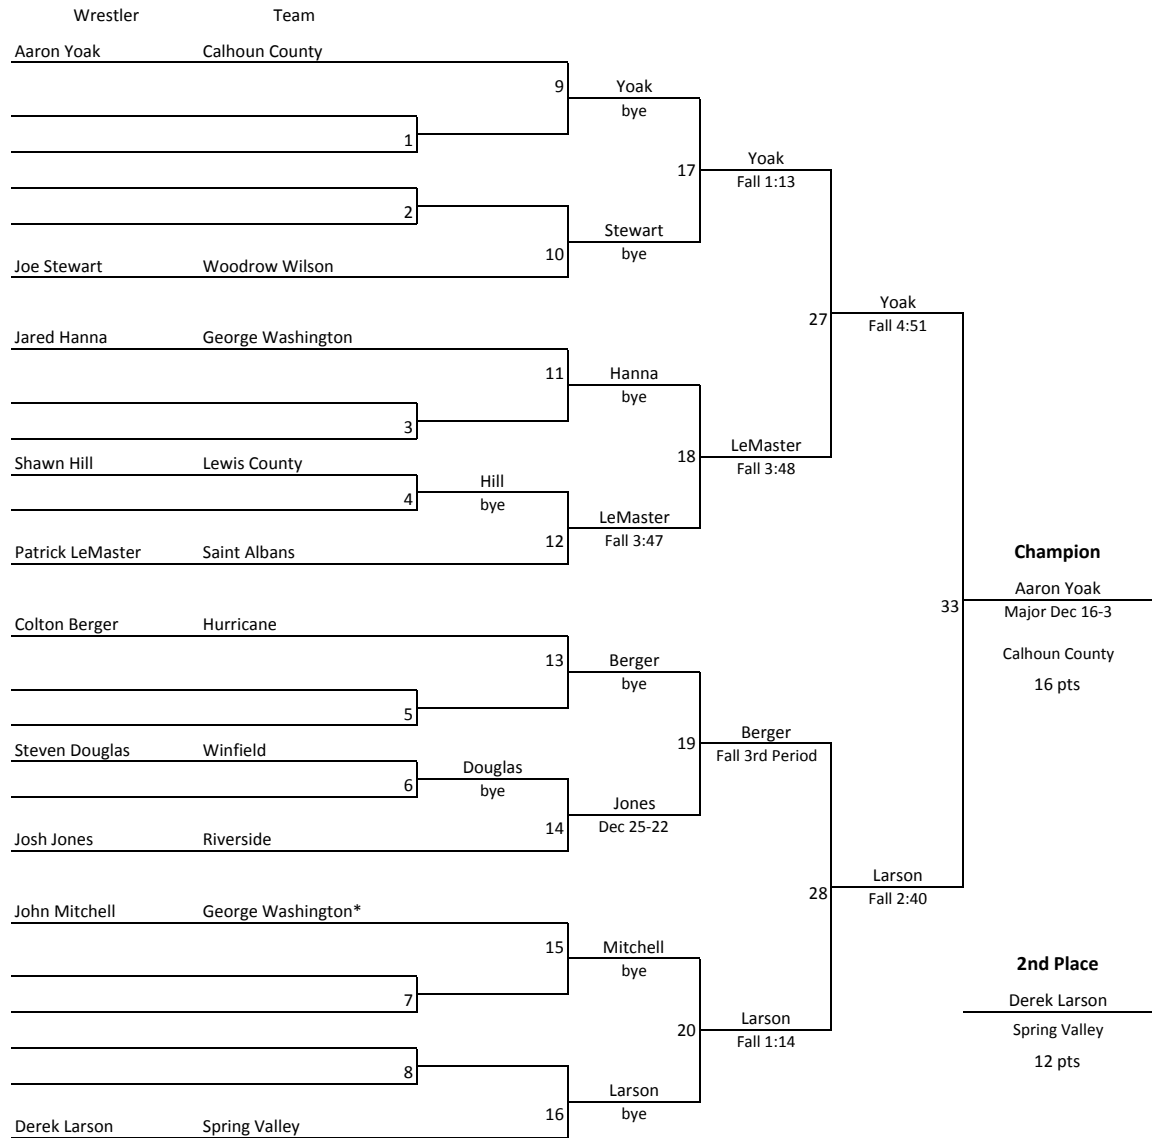 Wrestler Team
Aaron Yoak Calhoun County
9 Yoak
bye
1
Yoak
17
Fall 1:13
2
Stewart
10 bye
Joe Stewart Woodrow Wilson
Yoak
27
Fall 4:51
Jared Hanna George Washington
11 Hanna
bye
3
LeMaster
18
Fall 3:48
Shawn Hill Lewis County
Hill
4
bye
LeMaster
12 Fall 3:47
Patrick LeMaster Saint Albans
Champion
Aaron Yoak
33
Major Dec 16-3
Calhoun County
16 pts
Colton Berger Hurricane
13 Berger
bye
5
Berger
19
Fall 3rd Period
Steven Douglas Winfield
Douglas
6
bye
Jones
14 Dec 25-22
Josh Jones Riverside
Larson
28
Fall 2:40
John Mitchell George Washington*
15 Mitchell
bye
7
Larson
20
Fall 1:14
8
Larson
16 bye
Derek Larson Spring Valley
2nd Place
Derek Larson
Spring Valley
12 pts